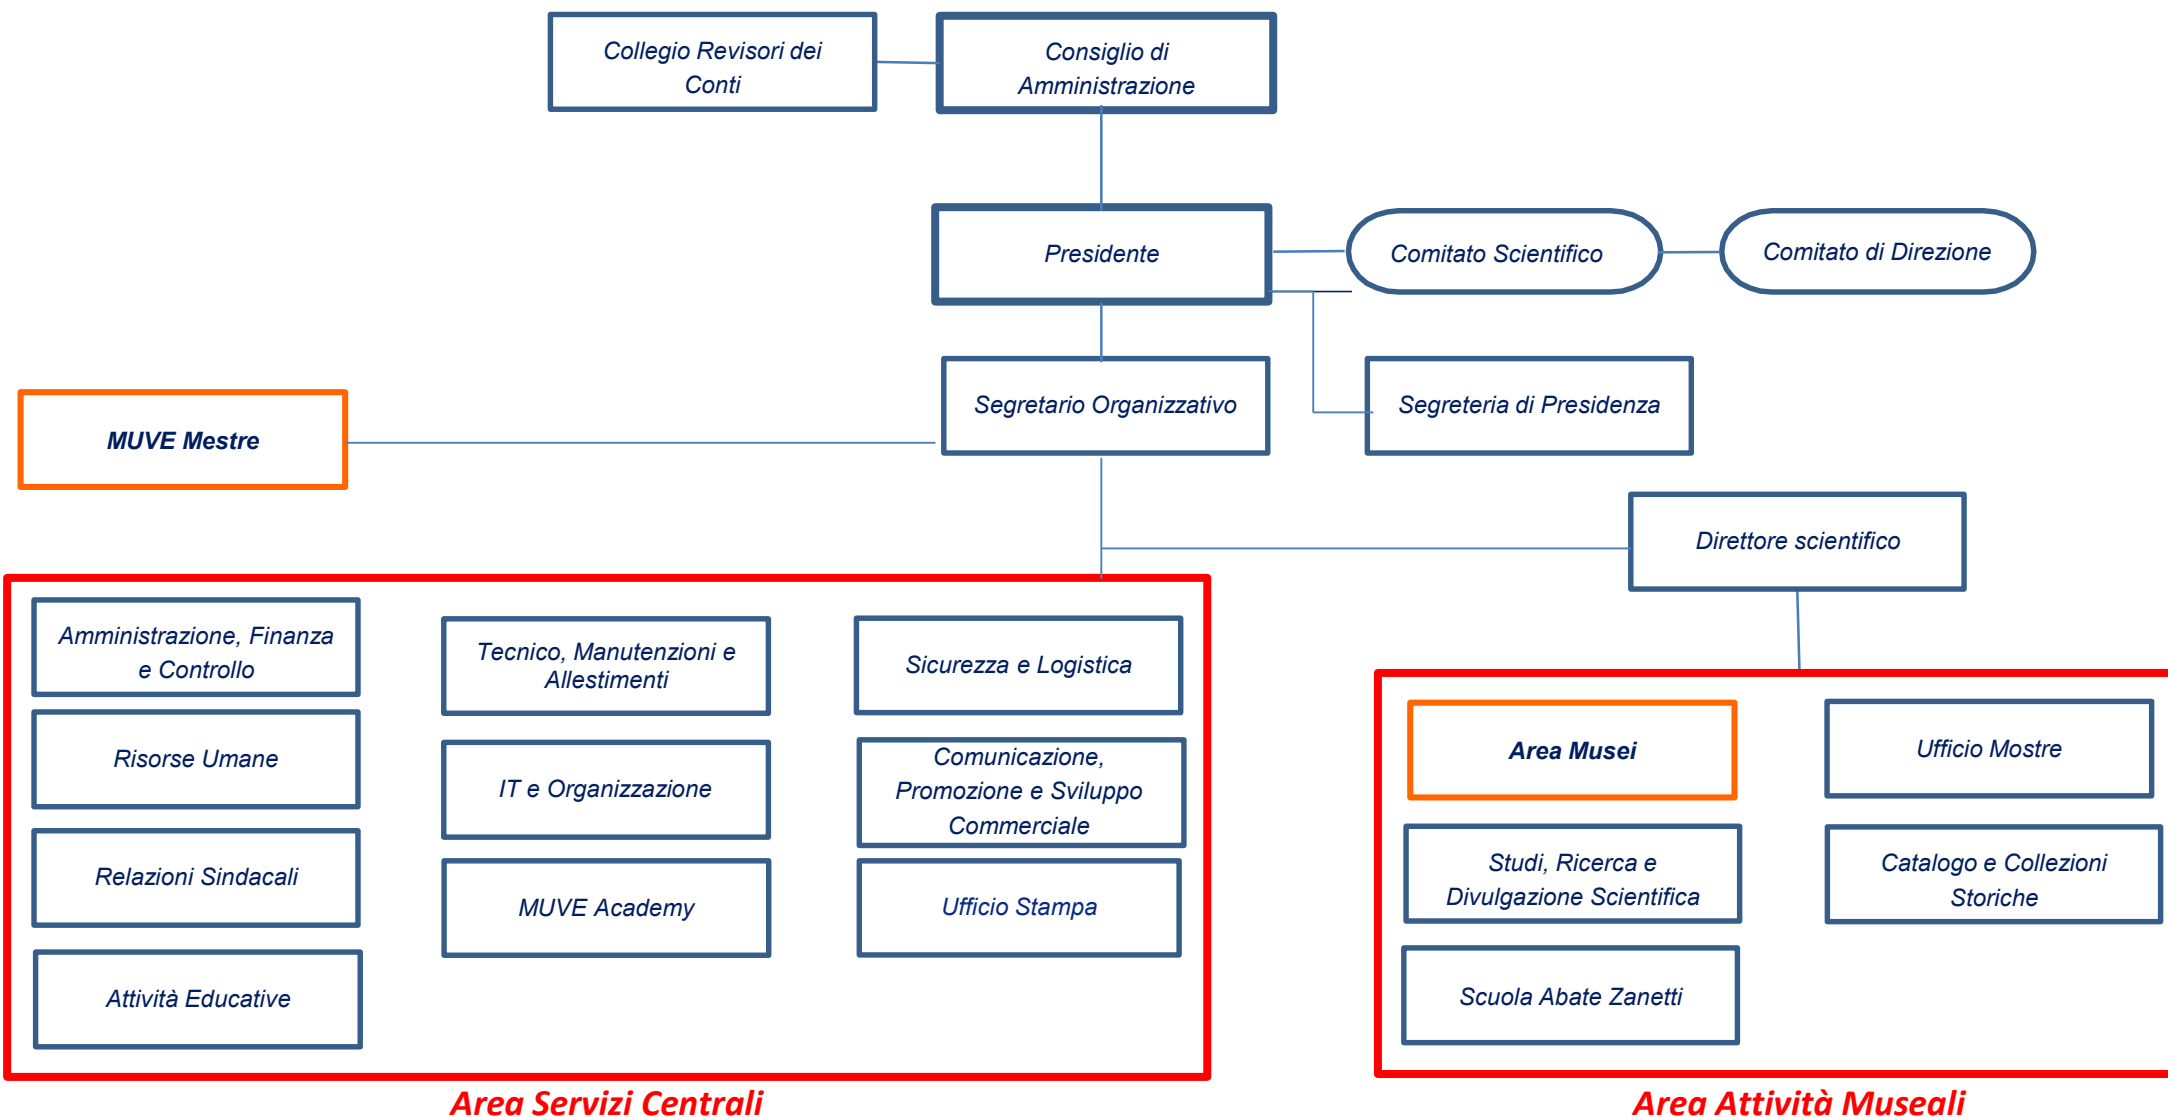 Collegio Revisori dei
Conti
Consiglio di
Amministrazione
Presidente
Comitato Scientifico
Comitato di Direzione
Segretario Organizzativo
Segreteria di Presidenza
MUVE Mestre
Direttore scientifico
Amministrazione, Finanza
e Controllo
Tecnico, Manutenzioni e
Allestimenti
Sicurezza e Logistica
Risorse Umane
IT e Organizzazione
Comunicazione,
Promozione e Sviluppo
Commerciale
Relazioni Sindacali
MUVE Academy
Ufficio Stampa
Attività Educative
Area Servizi Centrali
Area Musei
Ufficio Mostre
Studi, Ricerca e
Divulgazione Scientifica
Catalogo e Collezioni
Storiche
Scuola Abate Zanetti
Area Attività Museali